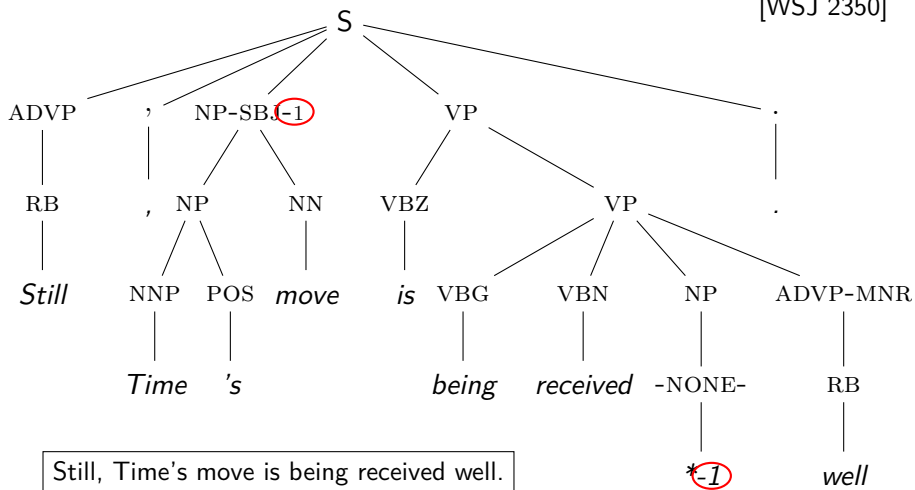 [WSJ 2350]
S
ADVP , NP-SBJ-1 VP .
RB , NP NN VBZ VP .
Still NNP POS move is VBG VBN NP ADVP-MNR
Time 's being received -NONE- RB
*-1 well
Still, Time's move is being received well.